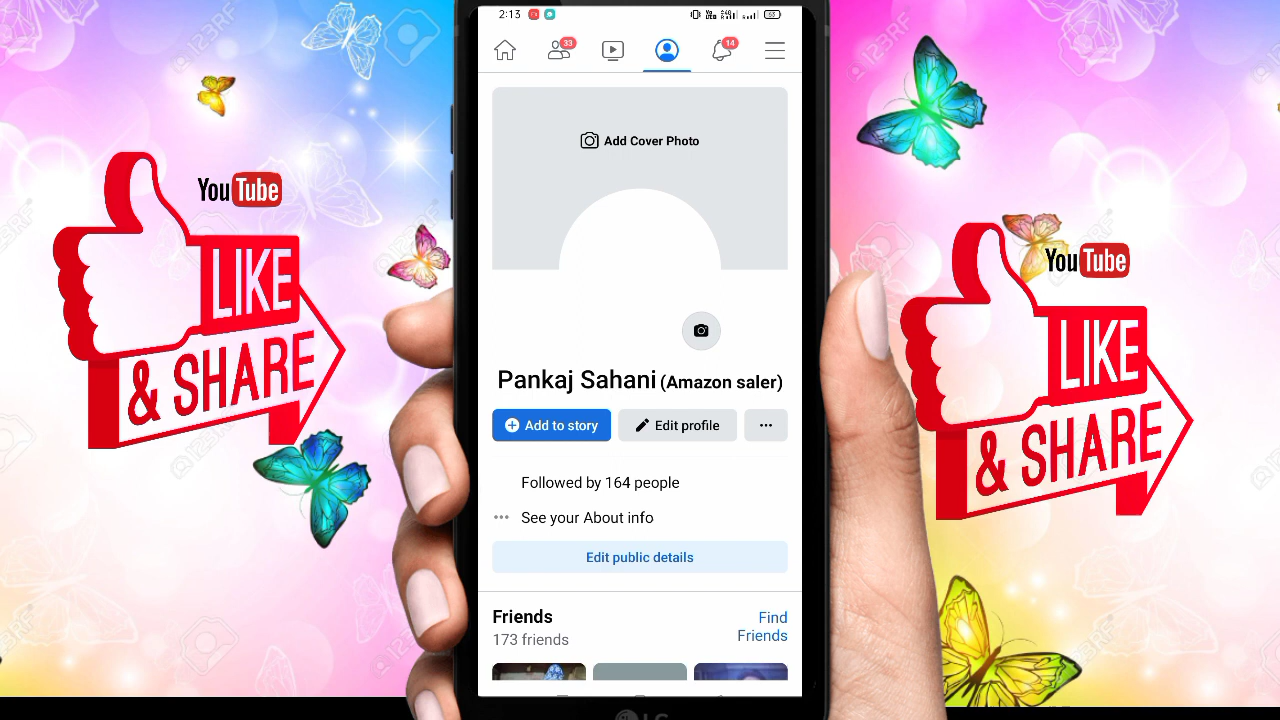 2:13
33
14
Add Cover Photo
Pankaj Sahani (Amazon saler)
Add to story
Edit profile
Followed by 164 people
See your About info
Edit public details
Friends
173 friends
Find
Friends
YouTube
LIKE
& SHARE
YouTube
LIKE
& SHARE
123RF
LG